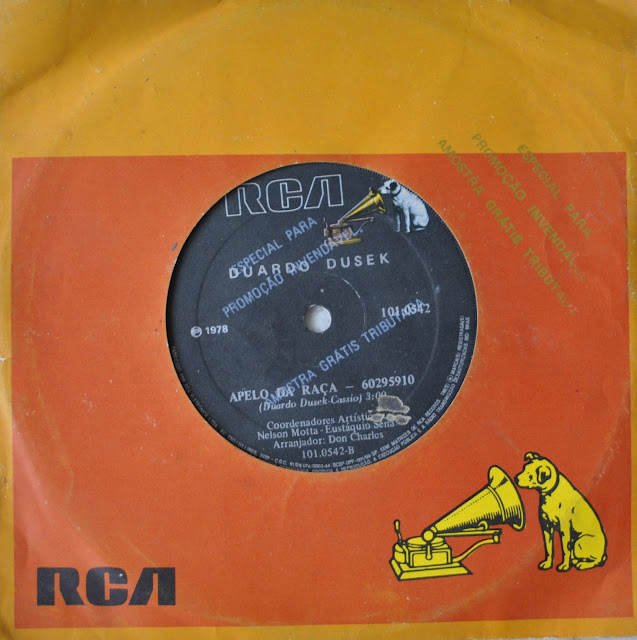 ESPECIAL PARA
PROMOÇÃO INVENDÁVEL
AMOSTRA GRÁTIS TRIBUTADA
RCA
ESPECIAL PARA
PROMOÇÃO INVENDÁVEL
AMOSTRA GRÁTIS TRIBUTADA
DUARDO DUSEK
101.0542
℗ 1978
APELO DA RAÇA — 60295910
(Duardo Dusek-Cassio) 3:00
Coordenadores Artísticos
Nelson Motta - Eustáquio Sena
Arranjador: Don Charles
101.0542-B
RCA